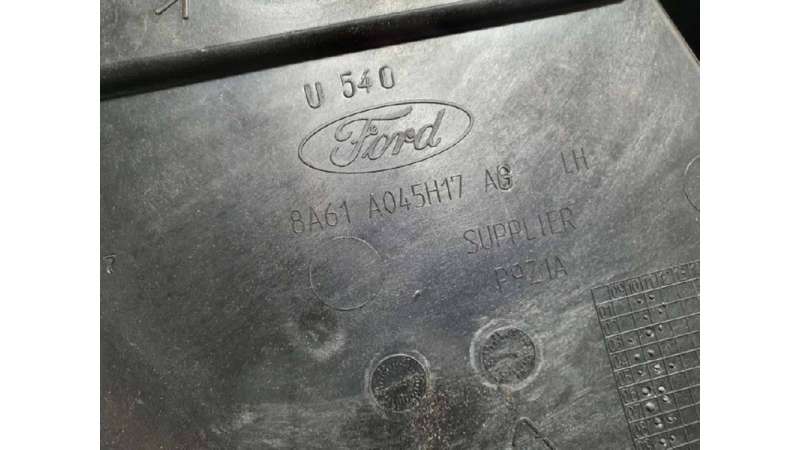 U 540
Ford
8A61 A045H17 AG LH
SUPPLIER
P9Z1A